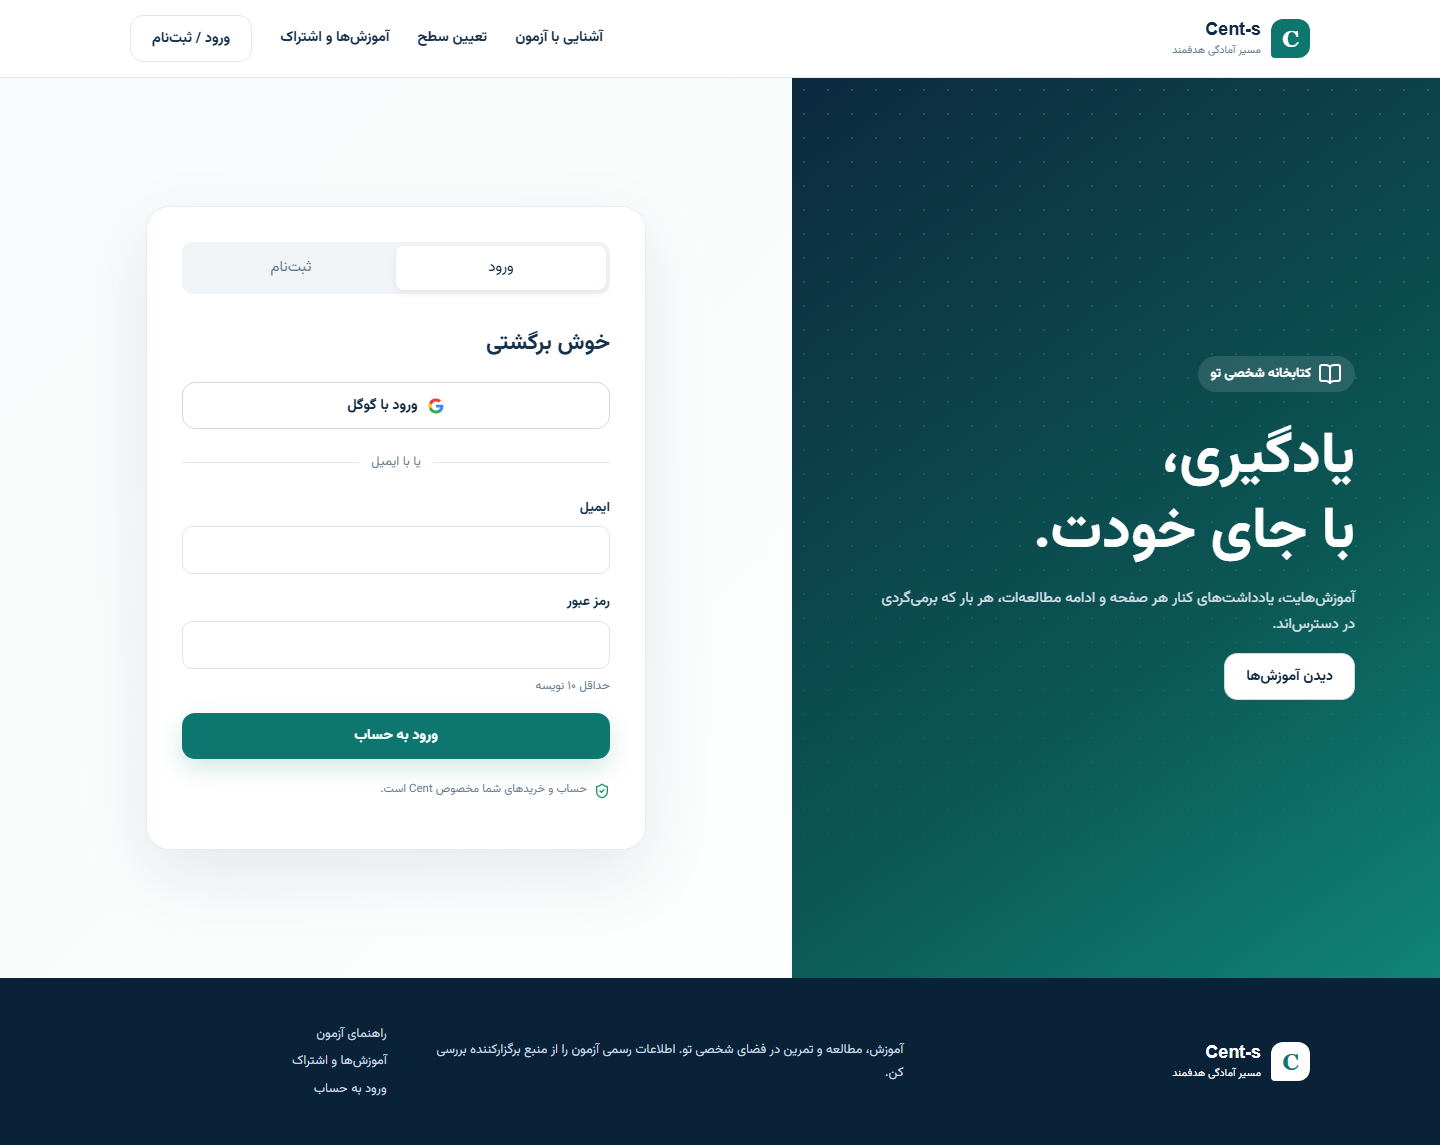 Cent-s
مسیر آمادگی هدفمند
C
آشنایی با آزمون
تعیین سطح
آموزش‌ها و اشتراک
ورود / ثبت‌نام
کتابخانه شخصی تو
یادگیری،
با جای خودت.
آموزش‌هایت، یادداشت‌های کنار هر صفحه و ادامه مطالعه‌ات، هر بار که برمی‌گردی
در دسترس‌اند.
دیدن آموزش‌ها
ورود
ثبت‌نام
خوش برگشتی
ورود با گوگل
یا با ایمیل
ایمیل
رمز عبور
حداقل ۱۰ نویسه
ورود به حساب
حساب و خریدهای شما مخصوص Cent است.
Cent-s
مسیر آمادگی هدفمند
C
آموزش، مطالعه و تمرین در فضای شخصی تو. اطلاعات رسمی آزمون را از منبع برگزارکننده بررسی
کن.
راهنمای آزمون
آموزش‌ها و اشتراک
ورود به حساب